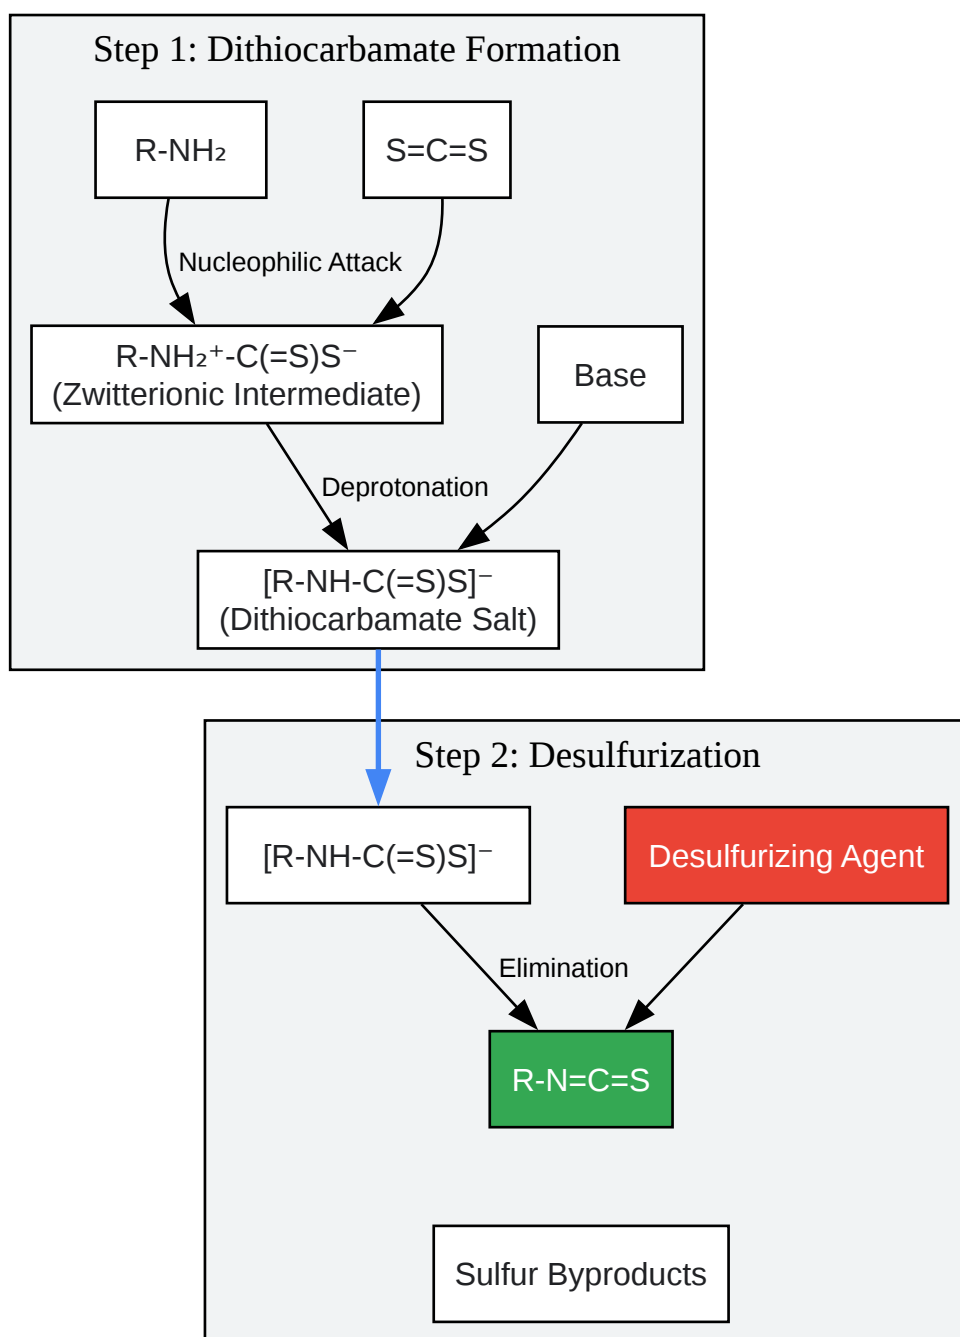 Step 1: Dithiocarbamate Formation
R-NH₂
S=C=S
Nucleophilic Attack
R-NH₂⁺-C(=S)S⁻
(Zwitterionic Intermediate)
Base
Deprotonation
[R-NH-C(=S)S]⁻
(Dithiocarbamate Salt)
Step 2: Desulfurization
[R-NH-C(=S)S]⁻
Desulfurizing Agent
Elimination
R-N=C=S
Sulfur Byproducts